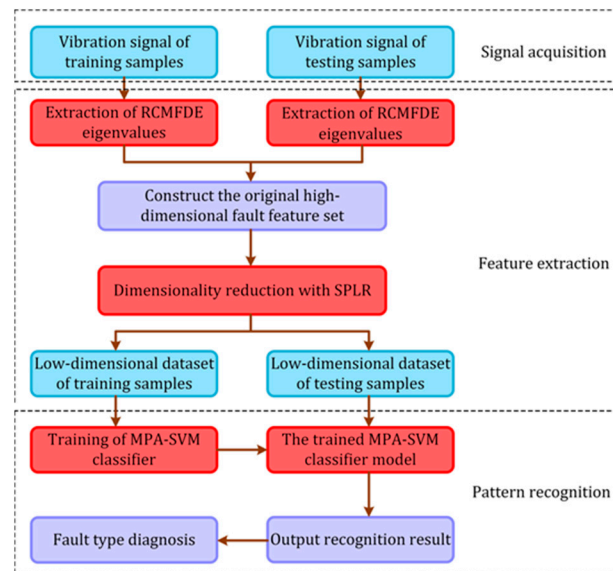 Vibration signal of
training samples
Vibration signal of
testing samples
Signal acquisition
Extraction of RCMFDE
eigenvalues
Extraction of RCMFDE
eigenvalues
Construct the original high-
dimensional fault feature set
Feature extraction
Dimensionality reduction with SPLR
Low-dimensional dataset
of training samples
Low-dimensional dataset
of testing samples
Training of MPA-SVM
classifier
The trained MPA-SVM
classifier model
Pattern recognition
Fault type diagnosis
Output recognition result